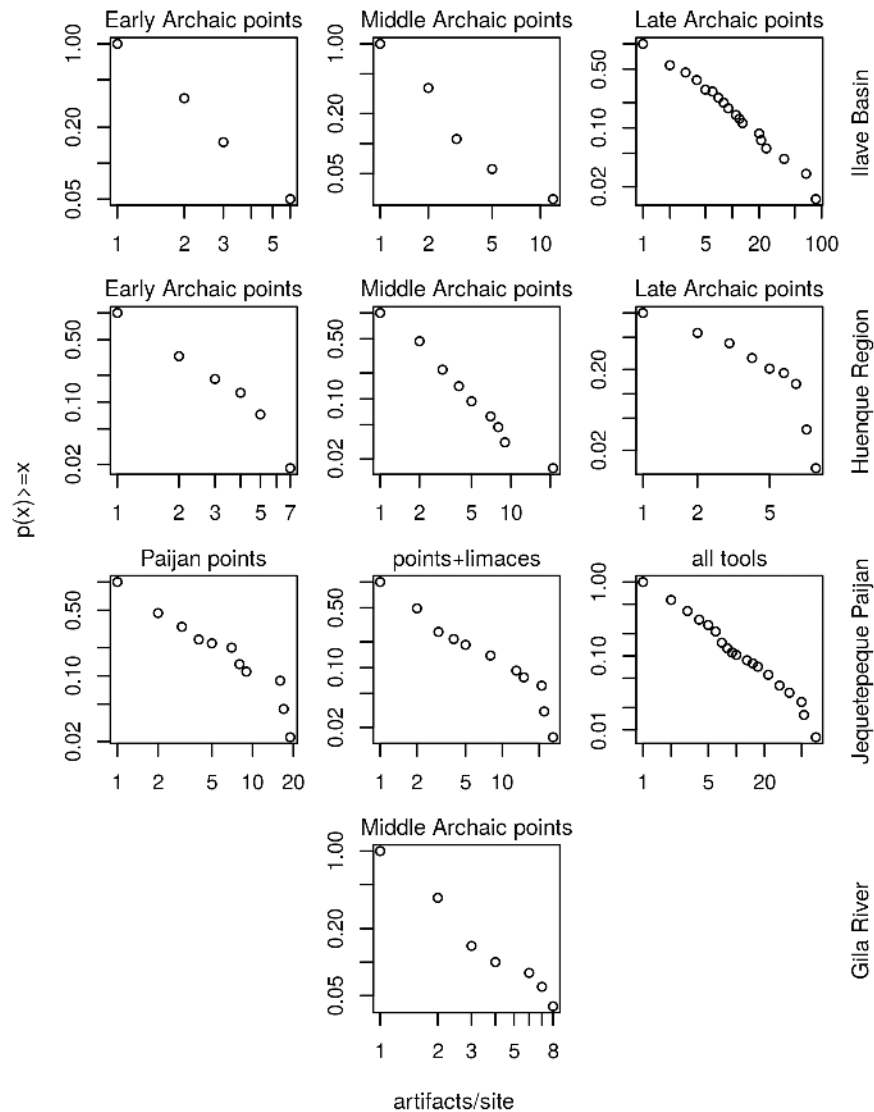 Early Archaic points Middle Archaic points Late Archaic points
1.00 0.20 0.05
1 2 3 5
1.00 0.20 0.05
1 2 5 10
0.50 0.10 0.02
1 5 20 100
Ilave Basin
Early Archaic points Middle Archaic points Late Archaic points
0.50 0.10 0.02
1 2 3 5 7
0.50 0.10 0.02
1 2 5 10
0.20 0.02
1 2 5
Huenque Region
p(x)>=x
Paijan points points+limaces all tools
0.50 0.10 0.02
1 2 5 10 20
0.50 0.10 0.02
1 2 5 10
1.00 0.10 0.01
1 5 20
Jequetepeque Paijan
Middle Archaic points
1.00 0.20 0.05
1 2 3 5 8
Gila River
artifacts/site